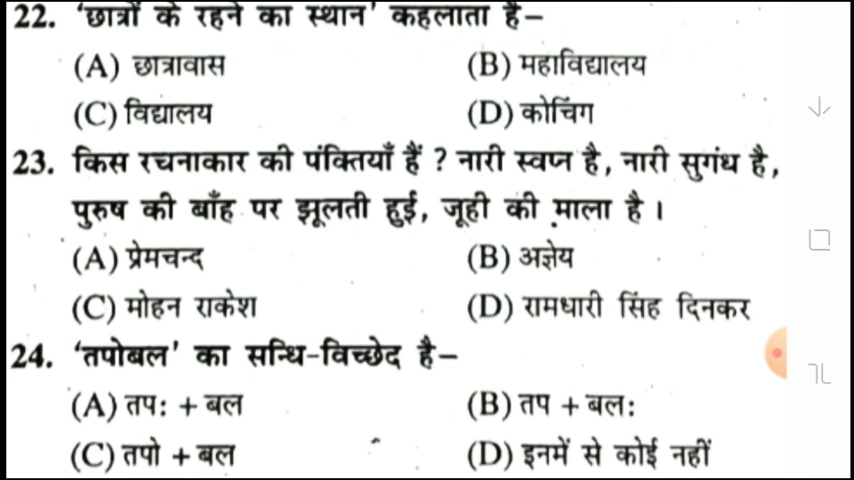 22. 'छात्रों के रहने का स्थान' कहलाता है–
(A) छात्रावास (B) महाविद्यालय
(C) विद्यालय (D) कोचिंग
23. किस रचनाकार की पंक्तियाँ हैं ? नारी स्वप्न है, नारी सुगंध है,
पुरुष की बाँह पर झूलती हुई, जूही की माला है ।
(A) प्रेमचन्द (B) अज्ञेय
(C) मोहन राकेश (D) रामधारी सिंह दिनकर
24. 'तपोबल' का सन्धि-विच्छेद है–
(A) तप: + बल (B) तप + बल:
(C) तपो + बल (D) इनमें से कोई नहीं